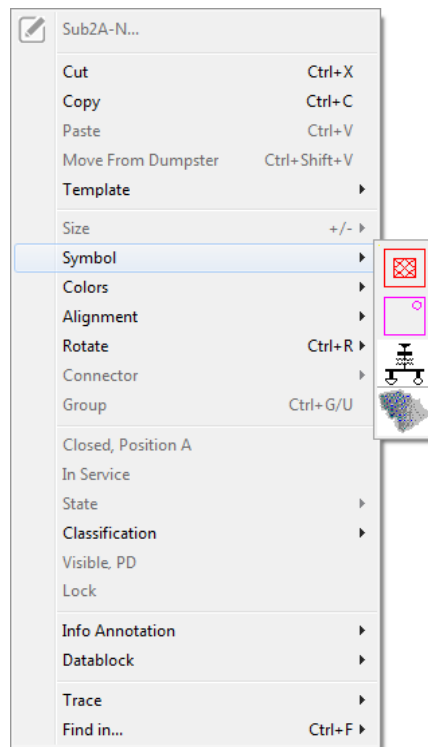 Sub2A-N...
Cut Ctrl+X
Copy Ctrl+C
Paste Ctrl+V
Move From Dumpster Ctrl+Shift+V
Template
Size +/-
Symbol
Colors
Alignment
Rotate Ctrl+R
Connector
Group Ctrl+G/U
Closed, Position A
In Service
State
Classification
Visible, PD
Lock
Info Annotation
Datablock
Trace
Find in... Ctrl+F